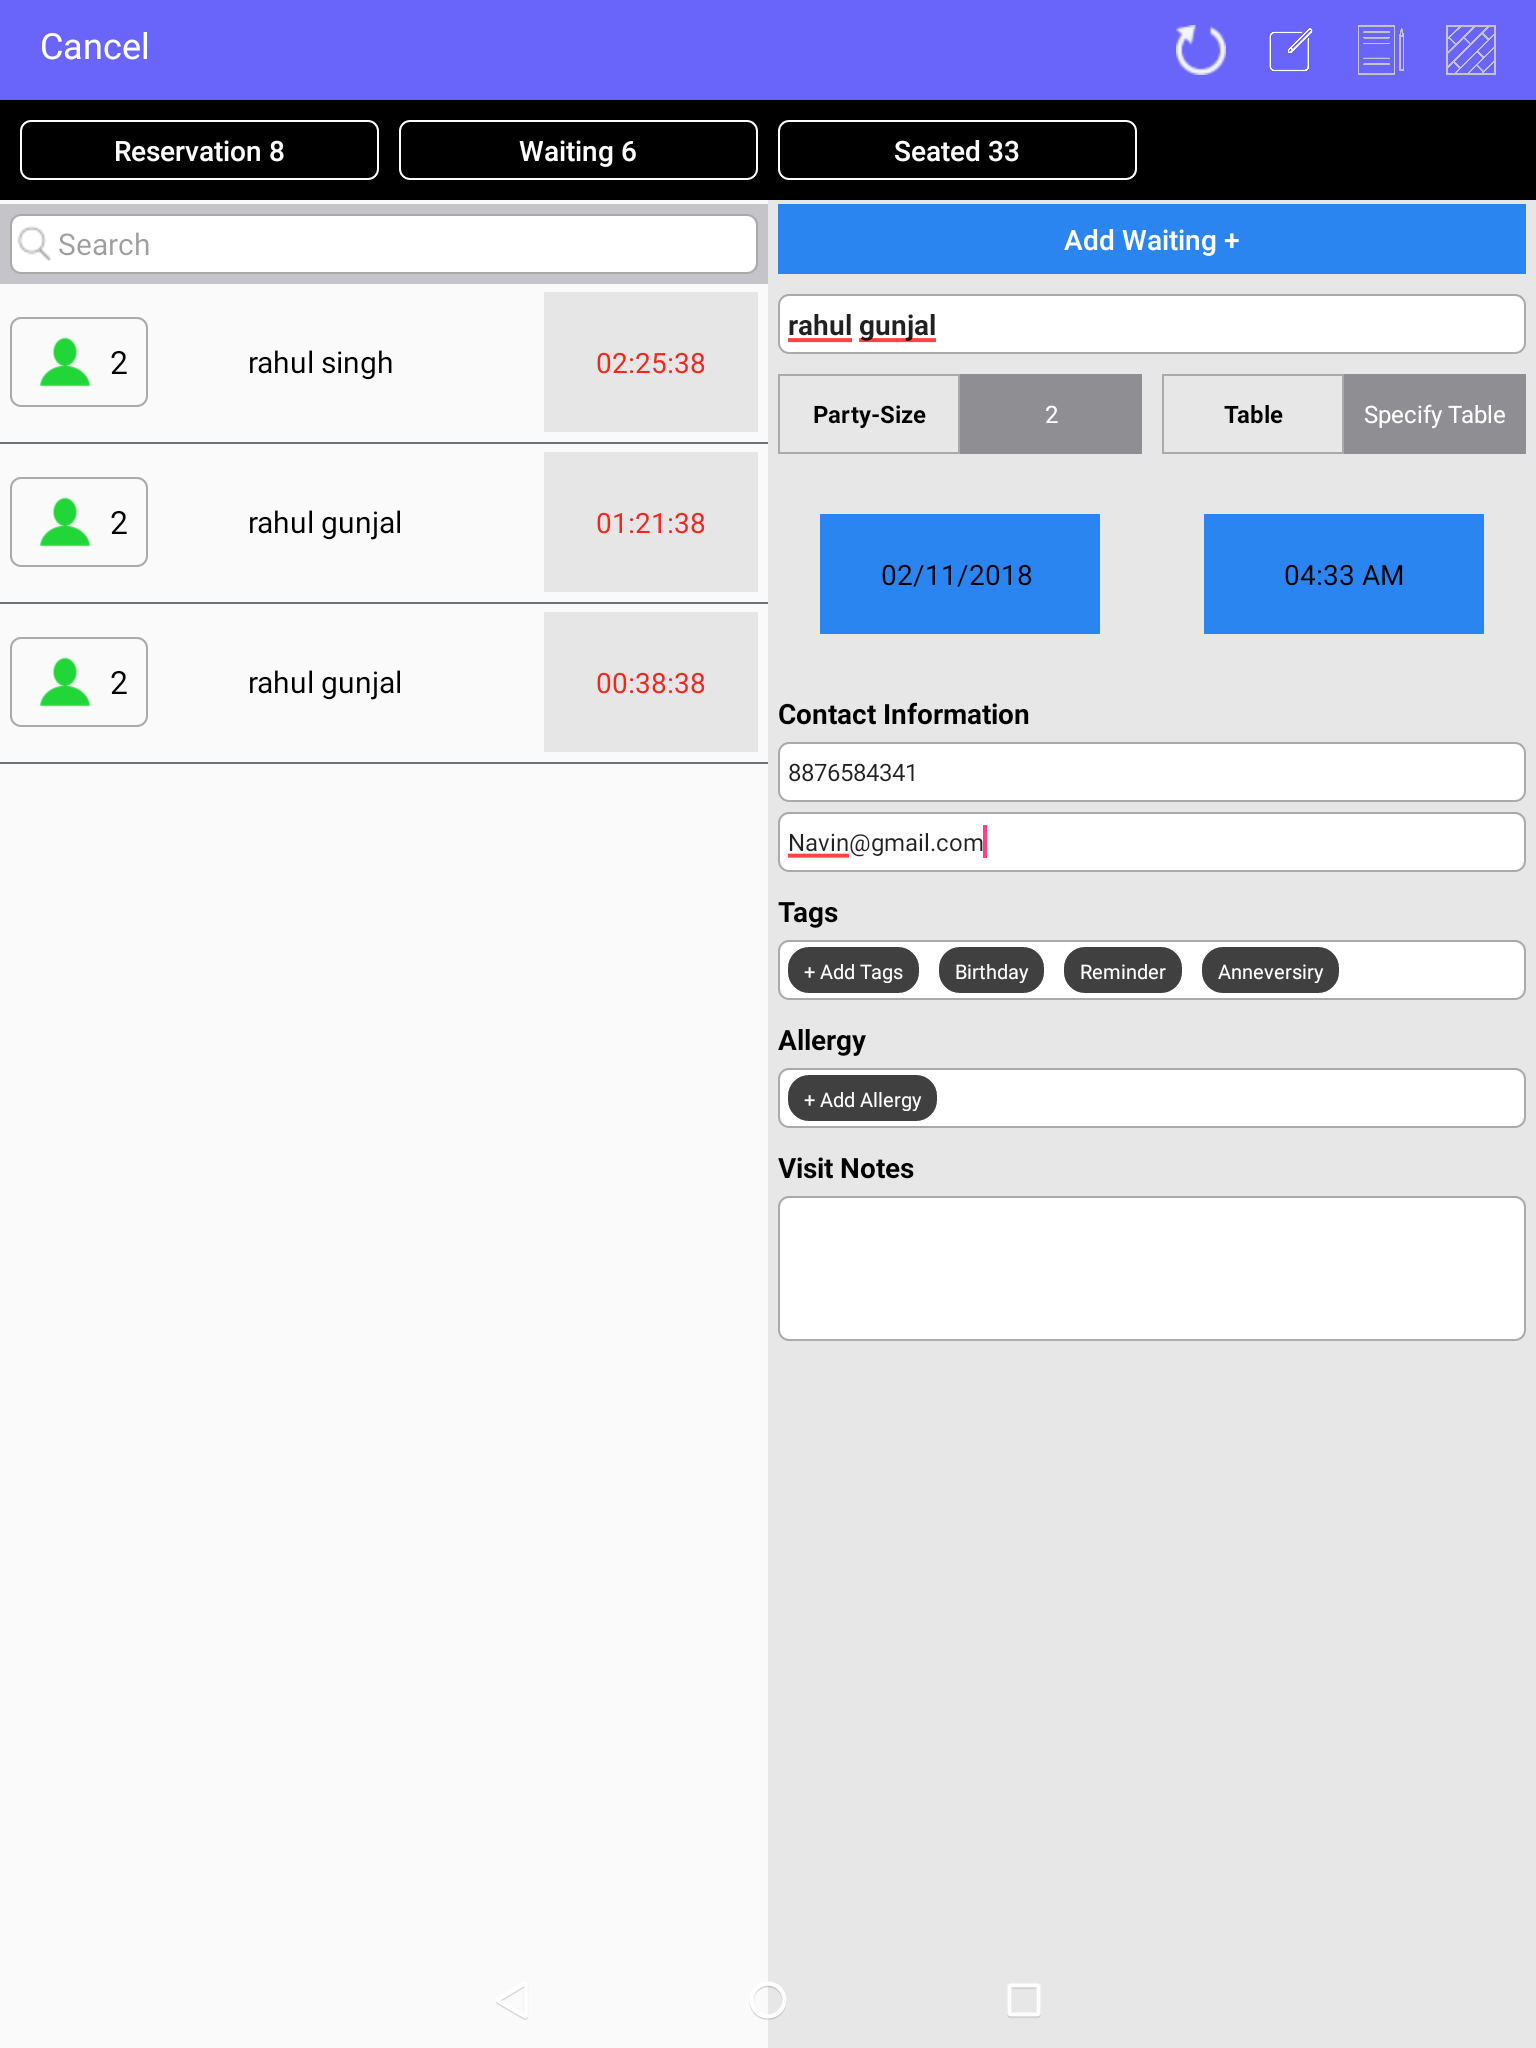 Cancel
Reservation 8
Waiting 6
Seated 33
Search
2 rahul singh 02:25:38
2 rahul gunjal 01:21:38
2 rahul gunjal 00:38:38
Add Waiting +
rahul gunjal
Party-Size 2 Table Specify Table
02/11/2018 04:33 AM
Contact Information
8876584341
Navin@gmail.com
Tags
+ Add Tags Birthday Reminder Anneversiry
Allergy
+ Add Allergy
Visit Notes